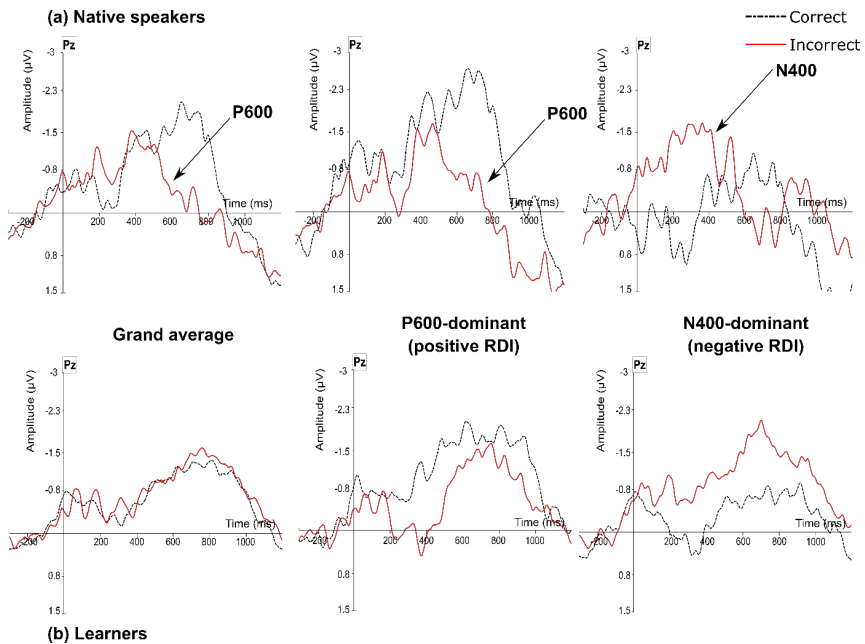 (a) Native speakers
Correct
Incorrect
Pz
Amplitude (µV)
-3
-2.3
-1.5
-0.8
0.8
1.5
P600
Time (ms)
-200
200
400
600
800
1000
Pz
Amplitude (µV)
-3
-2.3
-1.5
-0.8
0.8
1.5
P600
Time (ms)
-200
200
400
600
800
1000
Pz
Amplitude (µV)
-3
-2.3
-1.5
-0.8
0.8
1.5
N400
Time (ms)
-200
200
400
600
800
1000
Grand average
P600-dominant
(positive RDI)
N400-dominant
(negative RDI)
Pz
Amplitude (µV)
-3
-2.3
-1.5
-0.8
0.8
1.5
Time (ms)
-200
200
400
600
800
1000
Pz
Amplitude (µV)
-3
-2.3
-1.5
-0.8
0.8
1.5
Time (ms)
-200
200
400
600
800
1000
Pz
Amplitude (µV)
-3
-2.3
-1.5
-0.8
0.8
1.5
Time (ms)
-200
200
400
600
800
1000
(b) Learners